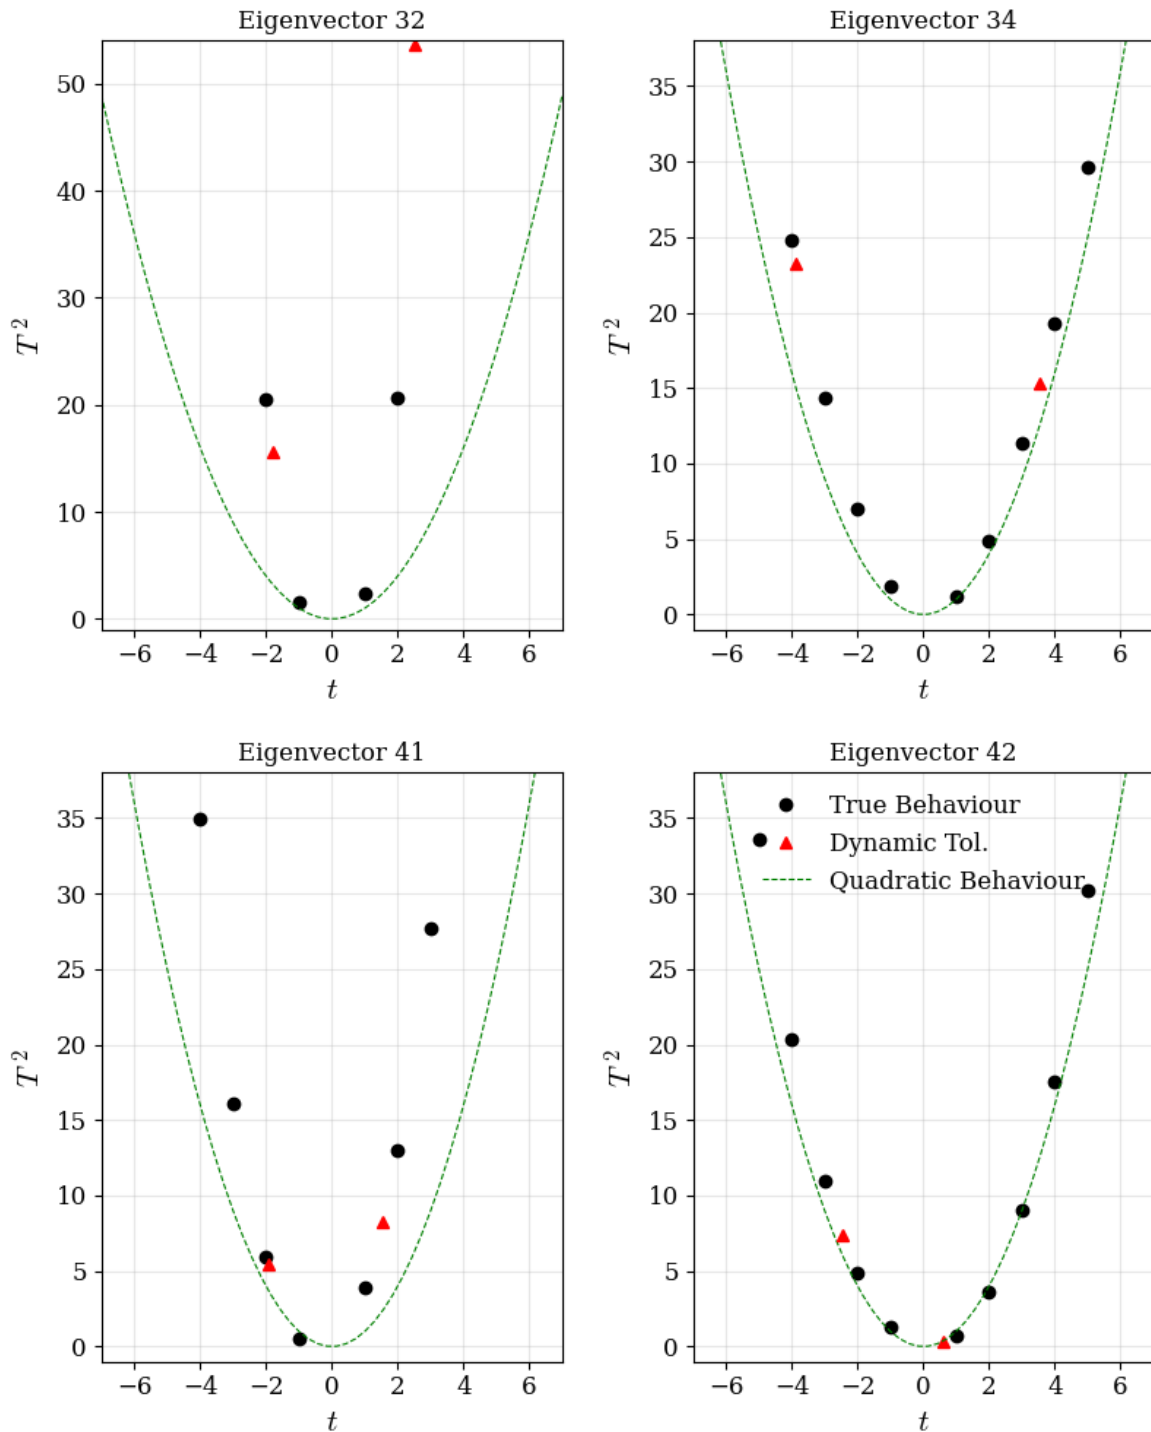 Eigenvector 32
50
40
30
20
10
0
T²
−6 −4 −2 0 2 4 6
t
Eigenvector 34
35
30
25
20
15
10
5
0
T²
−6 −4 −2 0 2 4 6
t
Eigenvector 41
35
30
25
20
15
10
5
0
T²
−6 −4 −2 0 2 4 6
t
Eigenvector 42
True Behaviour
Dynamic Tol.
Quadratic Behaviour
35
30
25
20
15
10
5
0
T²
−6 −4 −2 0 2 4 6
t